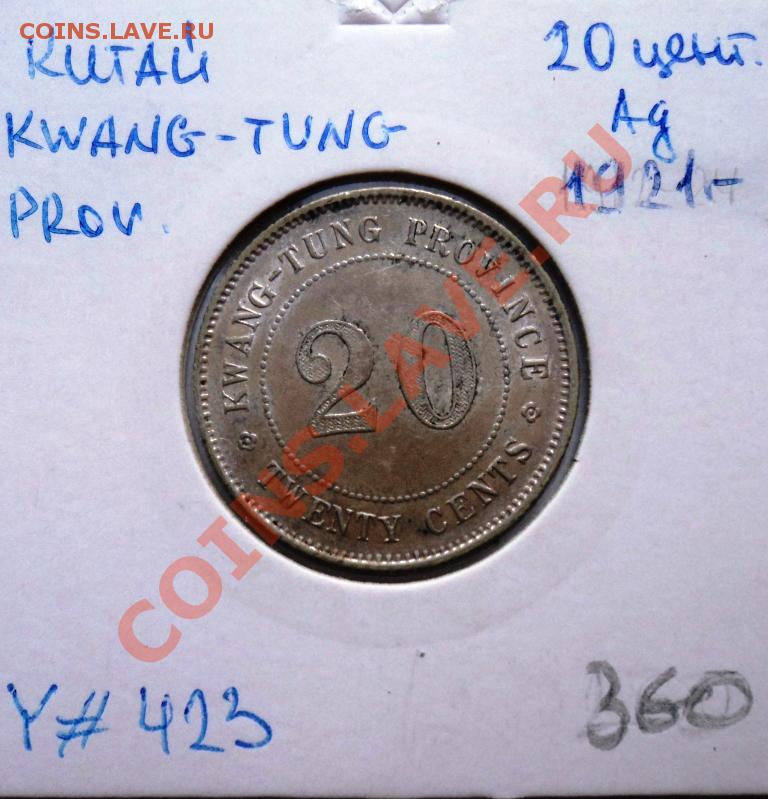 COINS.LAVE.RU
Китай
KWANG-TUNG
PROV.
20 цент.
Ag
1921г
KWANG-TUNG PROVINCE
20
TWENTY CENTS
COINS.LAVE.RU
Y# 423
360